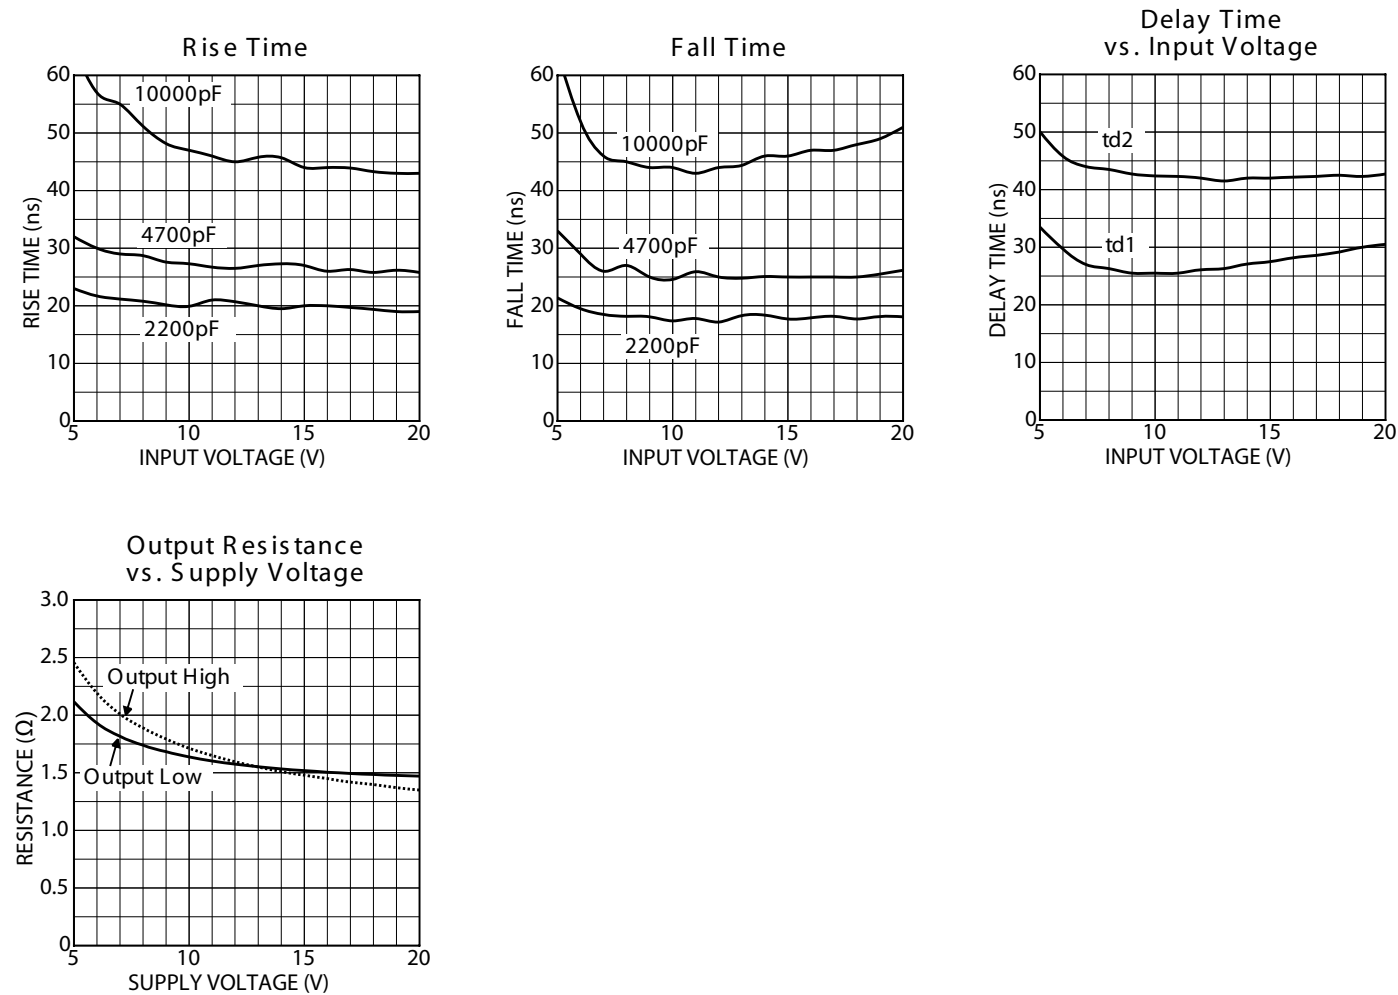 Rise Time
60
50
40
30
20
10
0
RISE TIME (ns)
10000pF
4700pF
2200pF
5 10 15 20
INPUT VOLTAGE (V)
Fall Time
60
50
40
30
20
10
0
FALL TIME (ns)
10000pF
4700pF
2200pF
5 10 15 20
INPUT VOLTAGE (V)
Delay Time
vs. Input Voltage
60
50
40
30
20
10
0
DELAY TIME (ns)
td2
td1
5 10 15 20
INPUT VOLTAGE (V)
Output Resistance
vs. Supply Voltage
3.0
2.5
2.0
1.5
1.0
0.5
0
RESISTANCE (Ω)
Output High
Output Low
5 10 15 20
SUPPLY VOLTAGE (V)